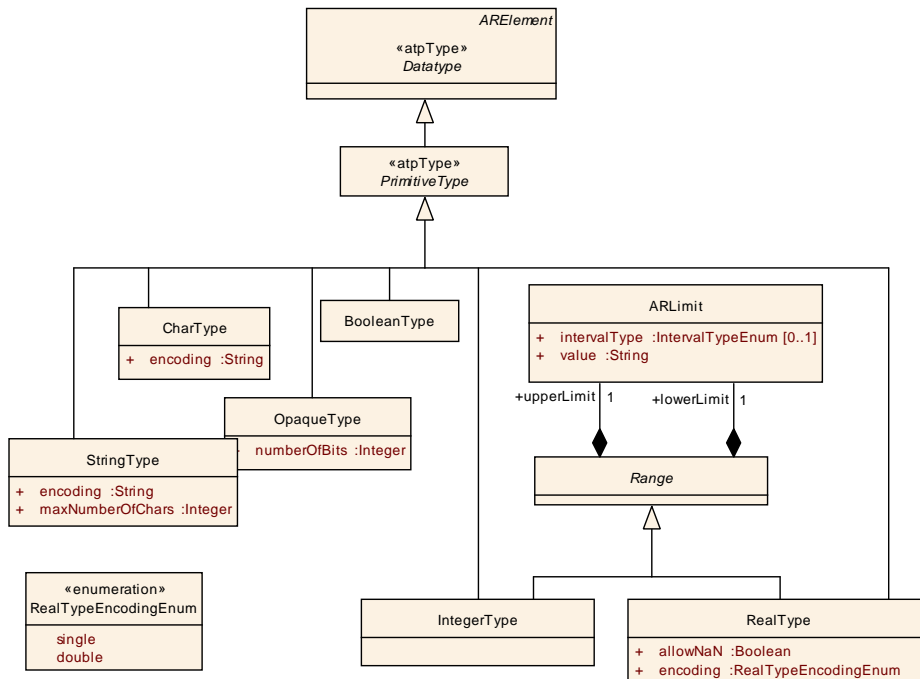 ARElement
«atpType»
Datatype
«atpType»
PrimitiveType
CharType
+ encoding :String
BooleanType
ARLimit
+ intervalType :IntervalTypeEnum [0..1]
+ value :String
+upperLimit 1
+lowerLimit 1
OpaqueType
+ numberOfBits :Integer
StringType
+ encoding :String
+ maxNumberOfChars :Integer
Range
«enumeration»
RealTypeEncodingEnum
single
double
IntegerType
RealType
+ allowNaN :Boolean
+ encoding :RealTypeEncodingEnum